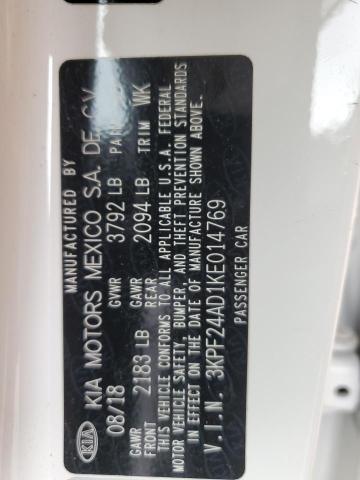 MANUFACTURED BY
KIA KIA MOTORS MEXICO S.A. DE C.V.
08/18 GVWR 3792 LB
GAWR FRONT 2183 LB GAWR REAR 2094 LB TRIM WK
THIS VEHICLE CONFORMS TO ALL APPLICABLE U.S.A. FEDERAL
MOTOR VEHICLE SAFETY, BUMPER, AND THEFT PREVENTION STANDARDS
IN EFFECT ON THE DATE OF MANUFACTURE SHOWN ABOVE.
V.I.N. 3KPF24AD1KE014769
PASSENGER CAR